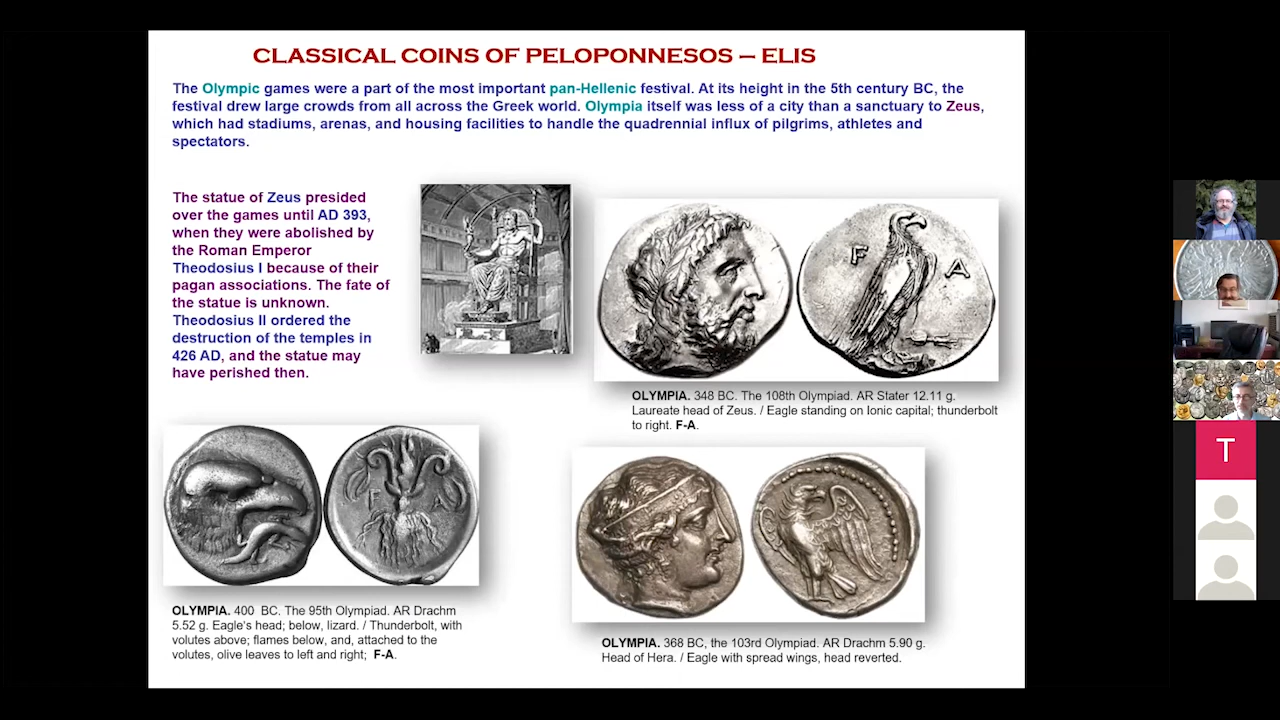 CLASSICAL COINS OF PELOPONNESOS – ELIS
The Olympic games were a part of the most important pan-Hellenic festival. At its height in the 5th century BC, the
festival drew large crowds from all across the Greek world. Olympia itself was less of a city than a sanctuary to Zeus,
which had stadiums, arenas, and housing facilities to handle the quadrennial influx of pilgrims, athletes and
spectators.
The statue of Zeus presided
over the games until AD 393,
when they were abolished by
the Roman Emperor
Theodosius I because of their
pagan associations. The fate of
the statue is unknown.
Theodosius II ordered the
destruction of the temples in
426 AD, and the statue may
have perished then.
F A
OLYMPIA. 348 BC. The 108th Olympiad. AR Stater 12.11 g.
Laureate head of Zeus. / Eagle standing on Ionic capital; thunderbolt
to right. F-A.
F A
OLYMPIA. 400 BC. The 95th Olympiad. AR Drachm
5.52 g. Eagle's head; below, lizard. / Thunderbolt, with
volutes above; flames below, and, attached to the
volutes, olive leaves to left and right; F-A.
OLYMPIA. 368 BC, the 103rd Olympiad. AR Drachm 5.90 g.
Head of Hera. / Eagle with spread wings, head reverted.
T